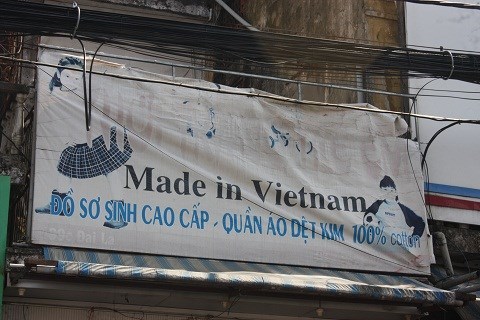 Made in Vietnam
ĐỒ SƠ SINH CAO CẤP - QUẦN ÁO DỆT KIM 100% cotton